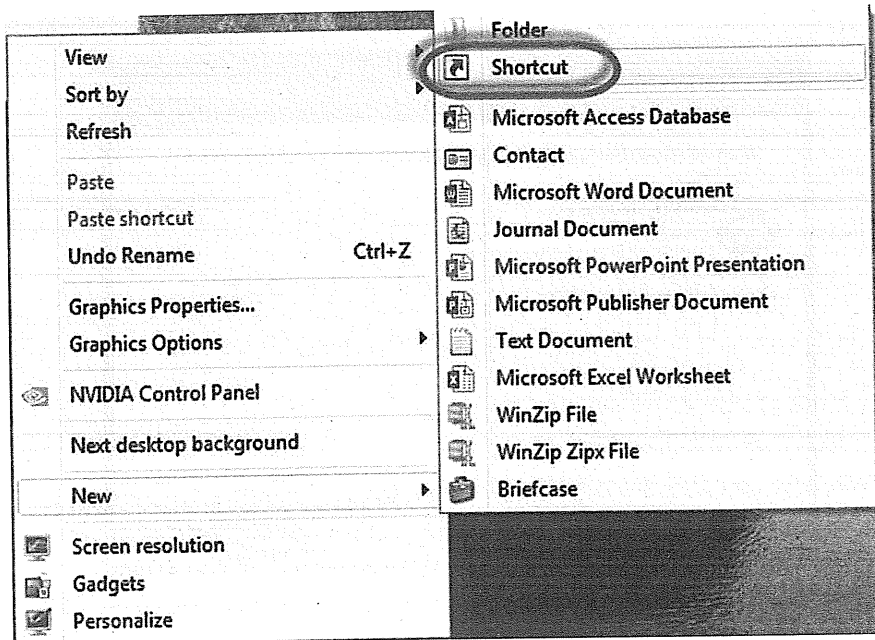 View
Sort by
Refresh
Paste
Paste shortcut
Undo Rename Ctrl+Z
Graphics Properties...
Graphics Options
NVIDIA Control Panel
Next desktop background
New
Screen resolution
Gadgets
Personalize
Folder
Shortcut
Microsoft Access Database
Contact
Microsoft Word Document
Journal Document
Microsoft PowerPoint Presentation
Microsoft Publisher Document
Text Document
Microsoft Excel Worksheet
WinZip File
WinZip Zipx File
Briefcase